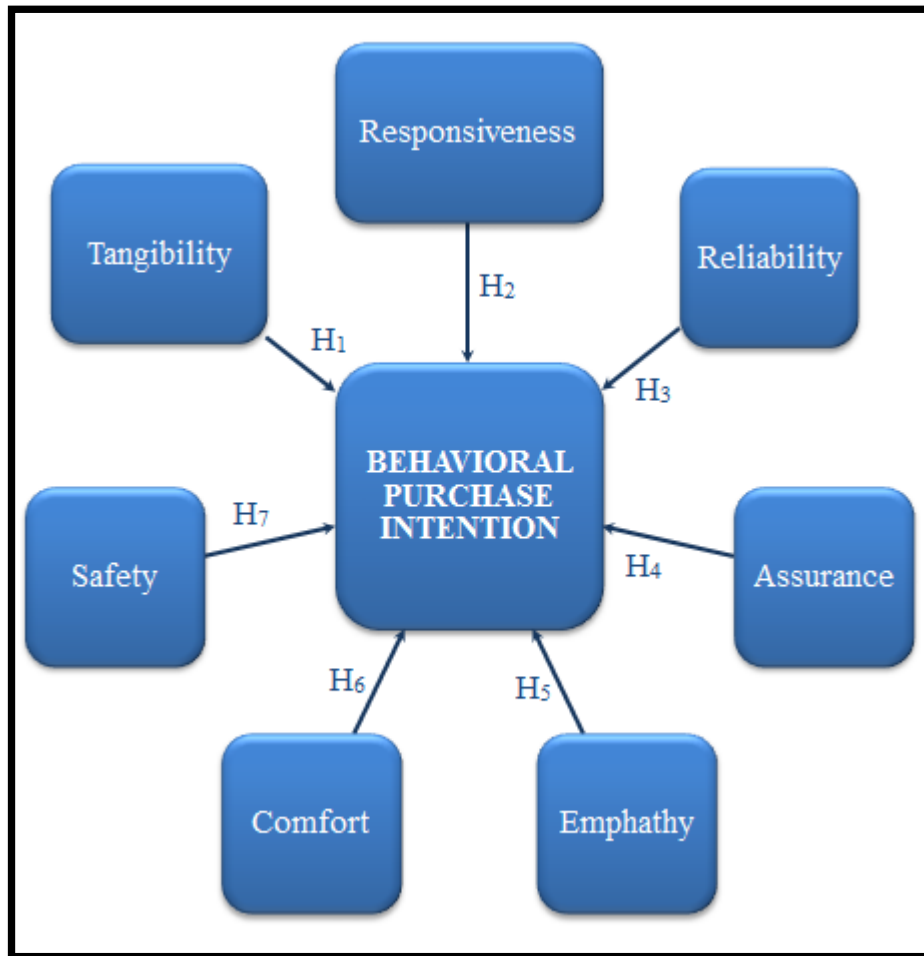 Responsiveness
Tangibility
Reliability
H2
H1
H3
BEHAVIORAL
PURCHASE
INTENTION
H7
Safety
H4
Assurance
H6
H5
Comfort
Emphathy